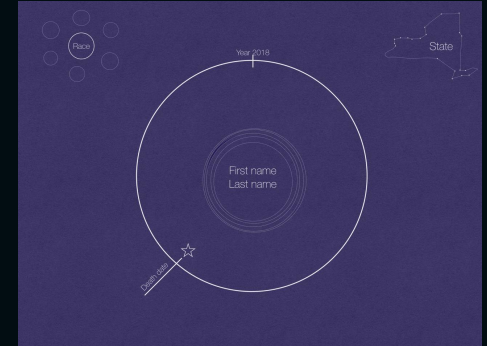 Race
State
Year 2018
First name
Last name
Death date